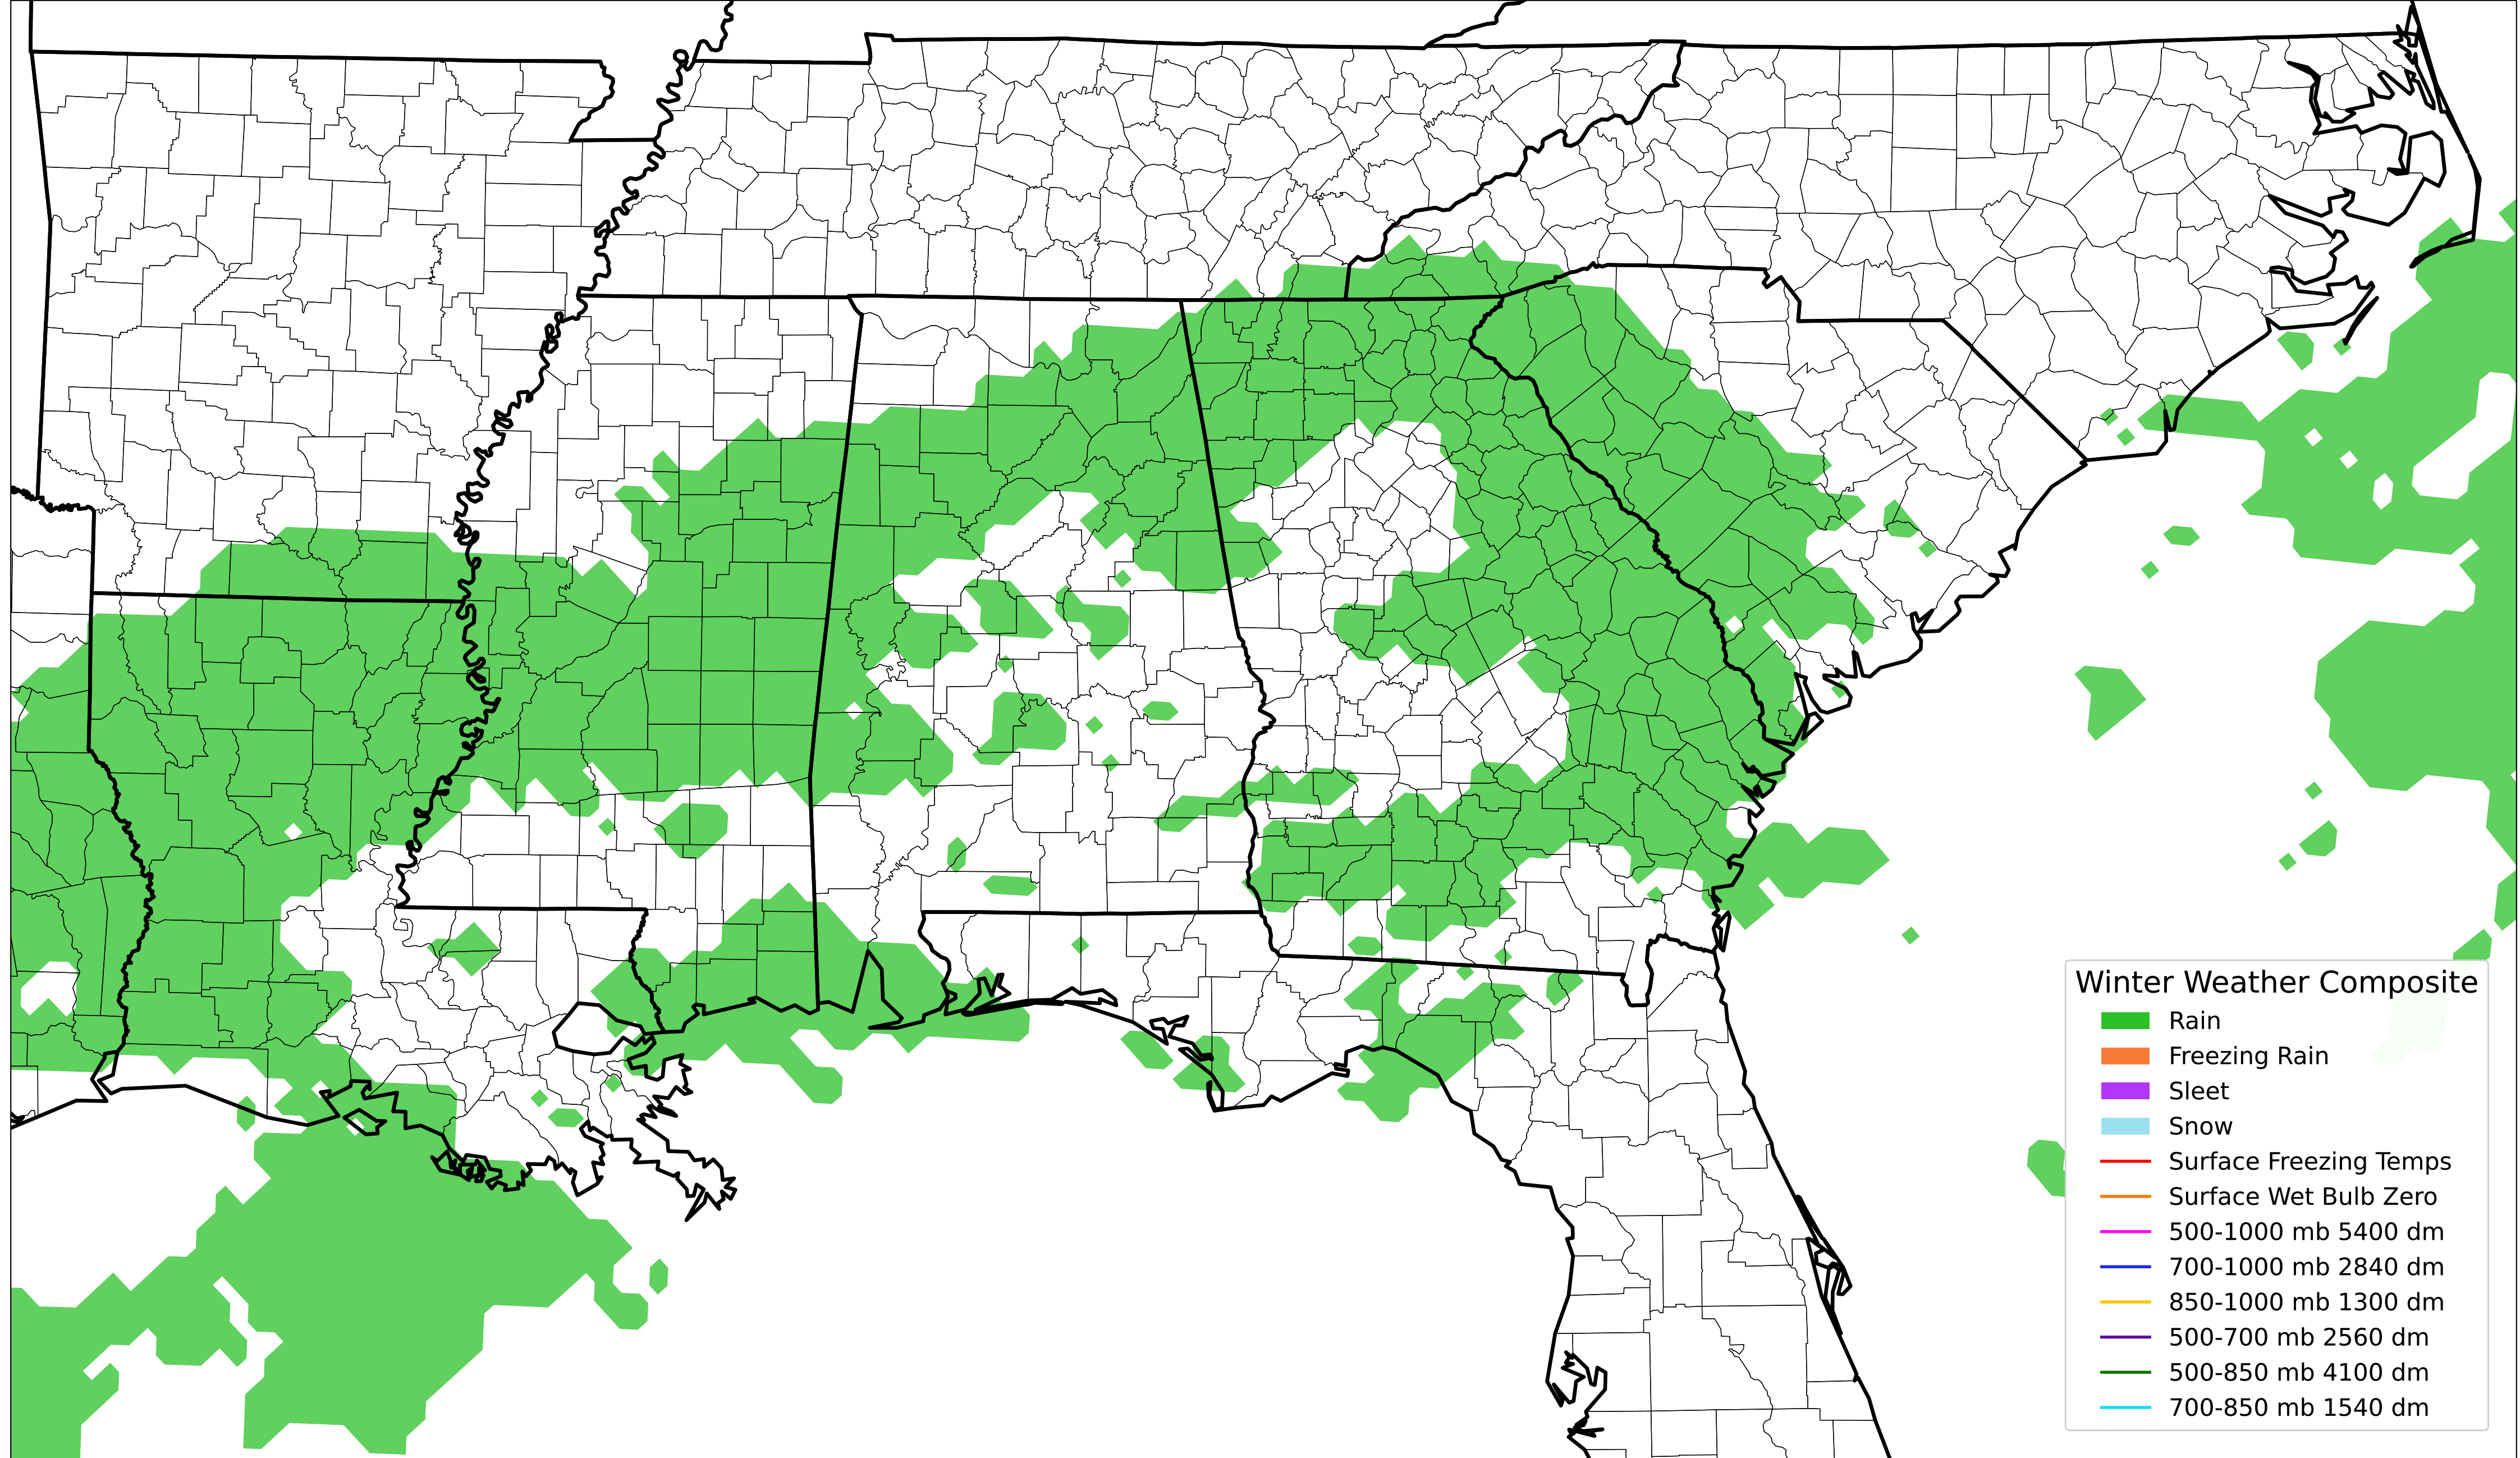 Winter Weather Composite
Rain
Freezing Rain
Sleet
Snow
Surface Freezing Temps
Surface Wet Bulb Zero
500-1000 mb 5400 dm
700-1000 mb 2840 dm
850-1000 mb 1300 dm
500-700 mb 2560 dm
500-850 mb 4100 dm
700-850 mb 1540 dm